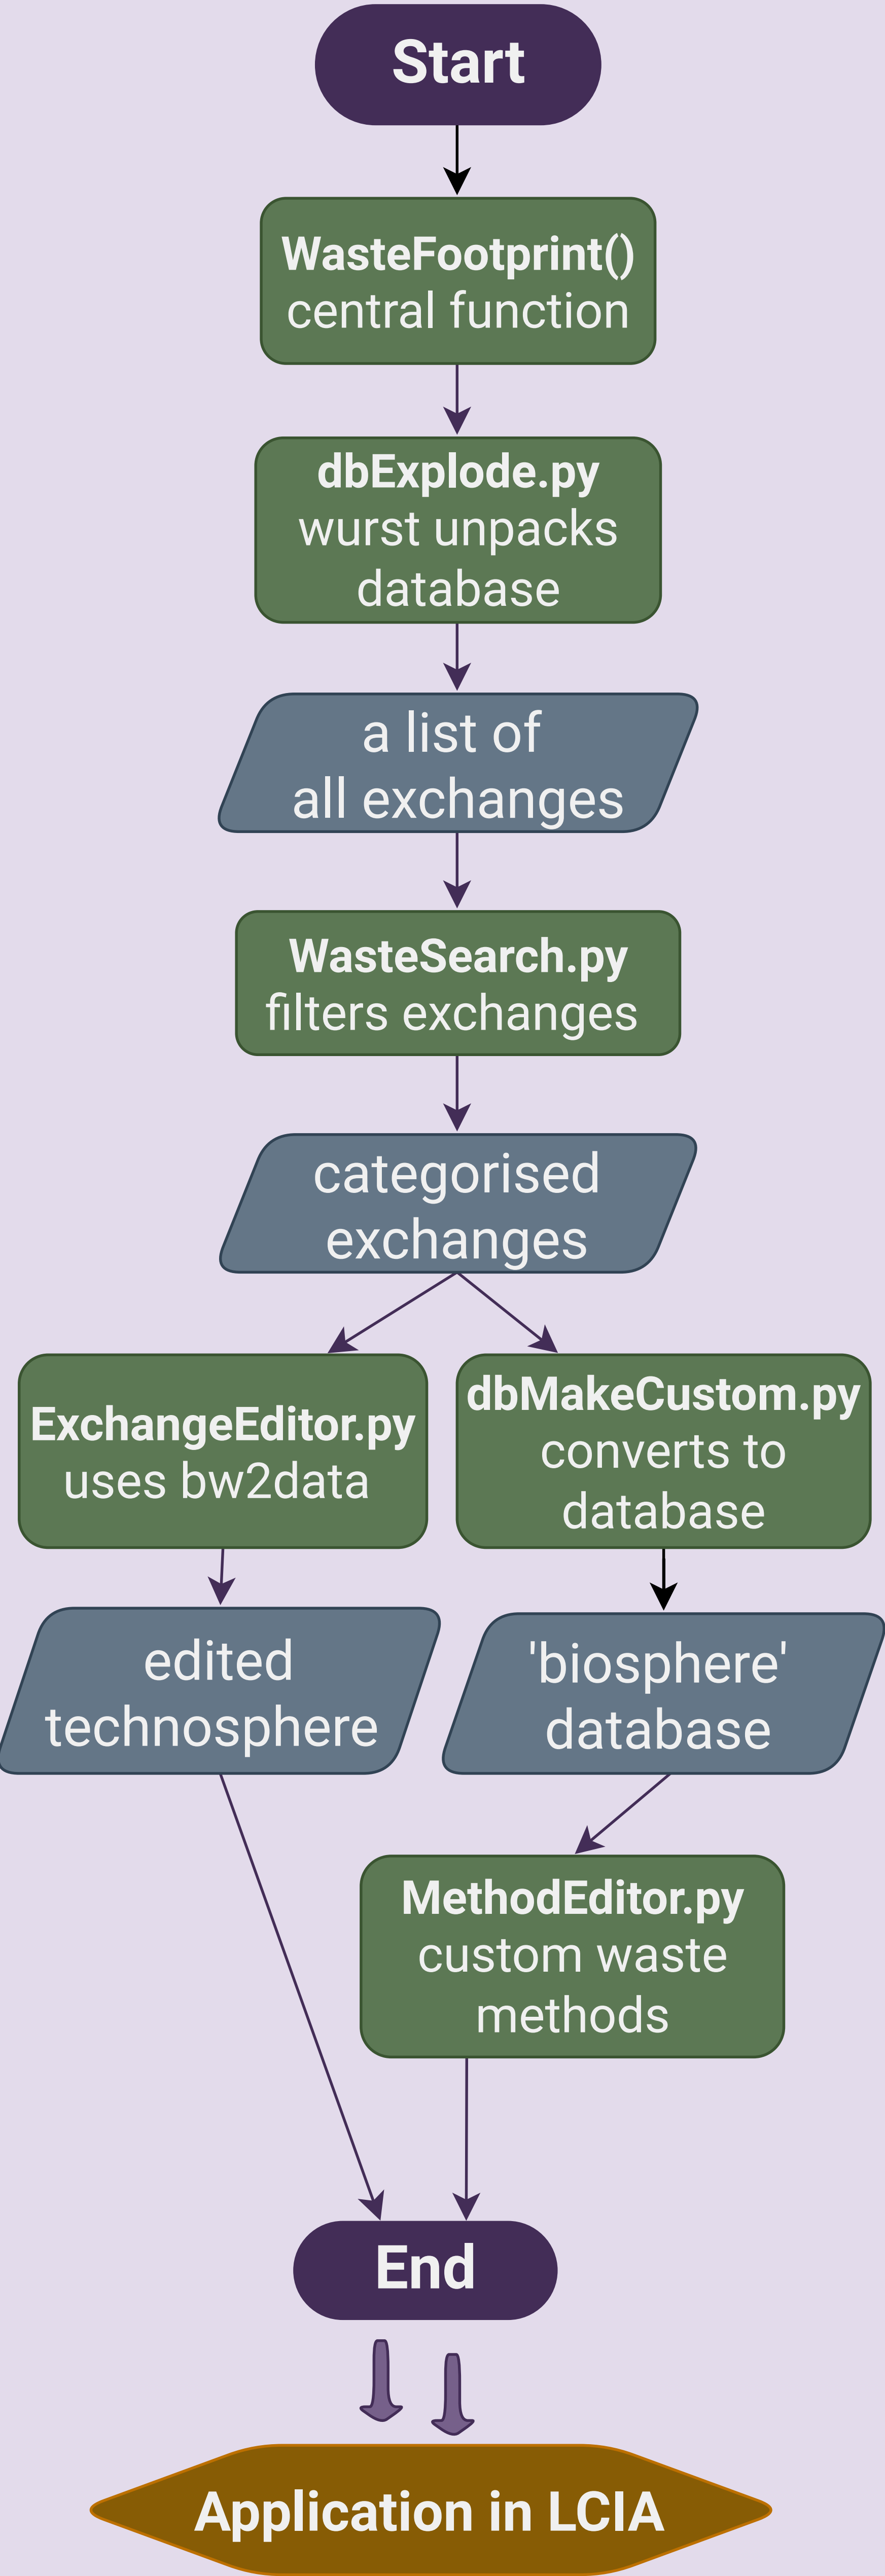 Start
WasteFootprint()
central function
dbExplode.py
wurst unpacks
database
a list of
all exchanges
WasteSearch.py
filters exchanges
categorised
exchanges
ExchangeEditor.py
uses bw2data
dbMakeCustom.py
converts to
database
edited
technosphere
'biosphere'
database
MethodEditor.py
custom waste
methods
End
Application in LCIA